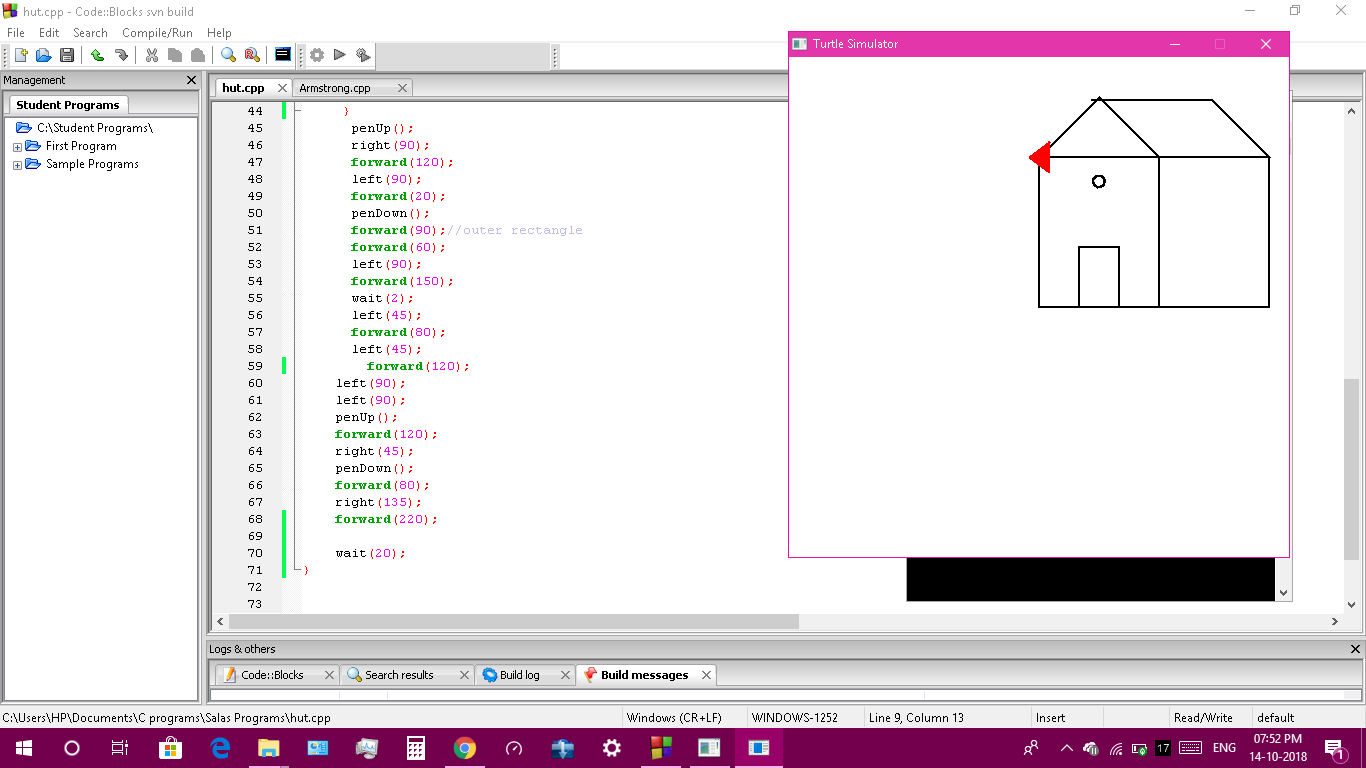 hut.cpp - Code::Blocks svn build
File Edit Search Compile/Run Help
Turtle Simulator
Management
Student Programs
C:\Student Programs\
First Program
Sample Programs
hut.cpp Armstrong.cpp
44 }
45 penUp();
46 right(90);
47 forward(120);
48 left(90);
49 forward(20);
50 penDown();
51 forward(90);//outer rectangle
52 forward(60);
53 left(90);
54 forward(150);
55 wait(2);
56 left(45);
57 forward(80);
58 left(45);
59 forward(120);
60 left(90);
61 left(90);
62 penUp();
63 forward(120);
64 right(45);
65 penDown();
66 forward(80);
67 right(135);
68 forward(220);
69
70 wait(20);
71 }
72
73
Logs & others
Code::Blocks Search results Build log Build messages
C:\Users\HP\Documents\C programs\Salas Programs\hut.cpp Windows (CR+LF) WINDOWS-1252 Line 9, Column 13 Insert Read/Write default
17 ENG 07:52 PM
14-10-2018
1